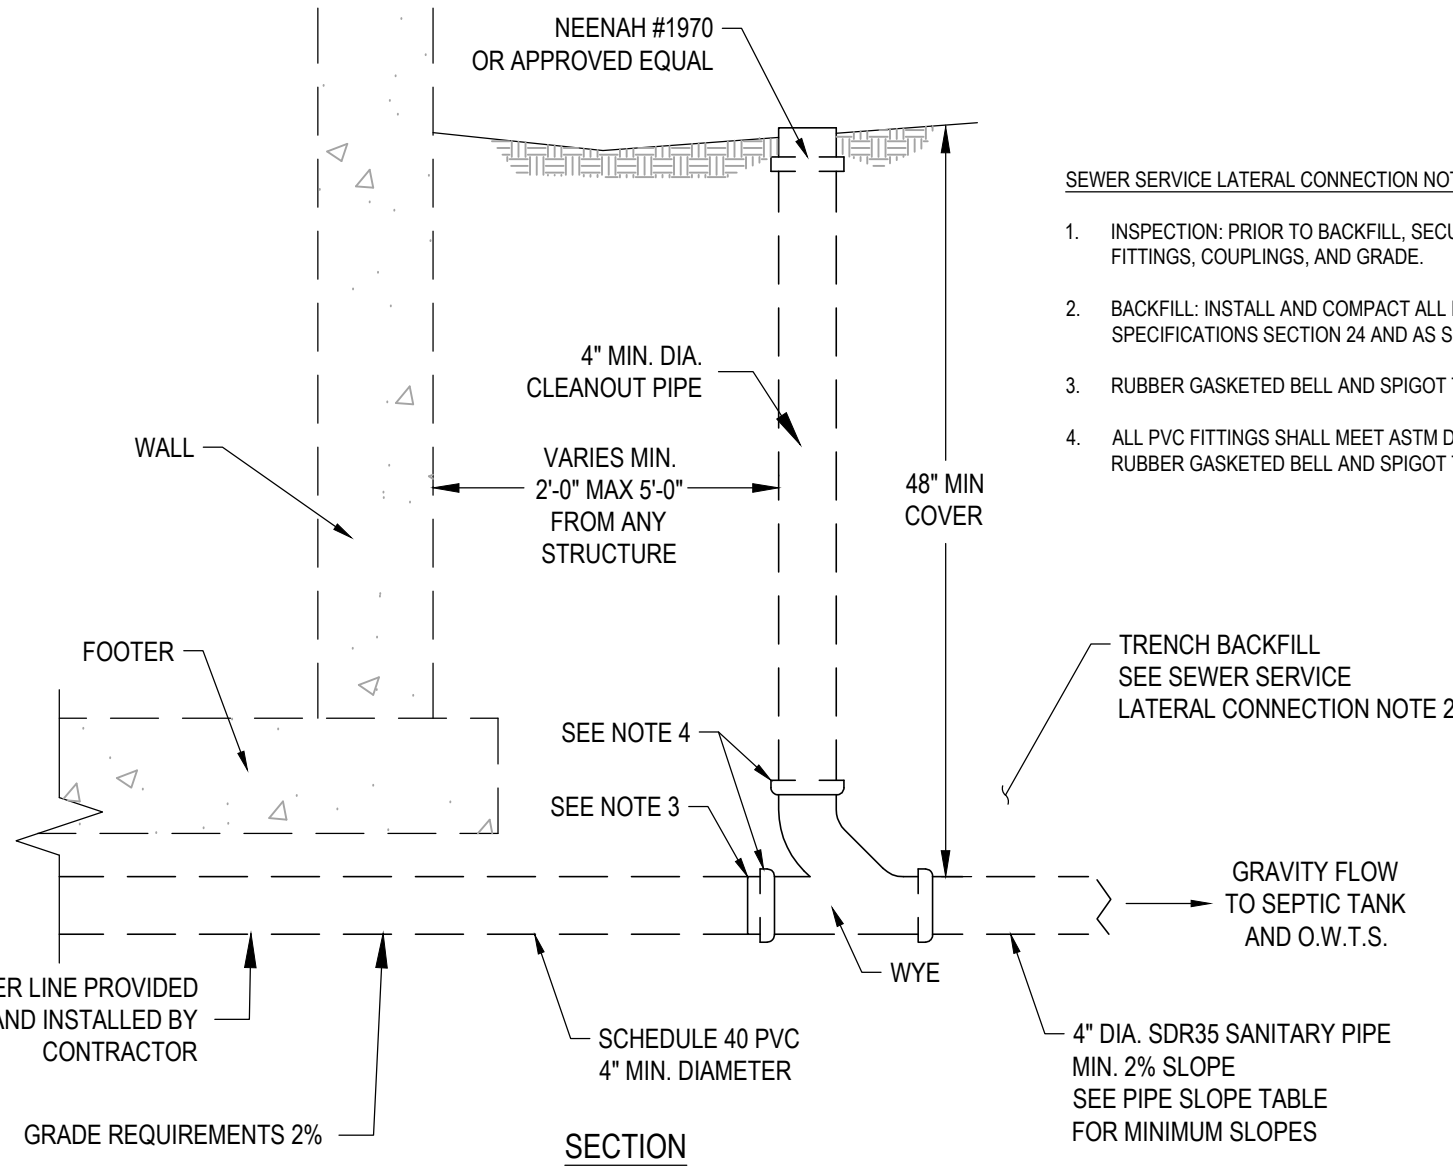 NEENAH #1970
OR APPROVED EQUAL
SEWER SERVICE LATERAL CONNECTION
1. INSPECTION: PRIOR TO BACKFILL,
FITTINGS, COUPLINGS, AND GRADE.
2. BACKFILL: INSTALL AND COMPACT ALL
SPECIFICATIONS SECTION 24 AND AS
3. RUBBER GASKETED BELL AND SPIGOT
4. ALL PVC FITTINGS SHALL MEET ASTM
RUBBER GASKETED BELL AND SPIGOT
4" MIN. DIA.
CLEANOUT PIPE
WALL
VARIES MIN.
2'-0" MAX 5'-0"
FROM ANY
STRUCTURE
48" MIN
COVER
FOOTER
TRENCH BACKFILL
SEE SEWER SERVICE
LATERAL CONNECTION NOTE 2
SEE NOTE 4
SEE NOTE 3
GRAVITY FLOW
TO SEPTIC TANK
AND O.W.T.S.
WYE
LINE PROVIDED
AND INSTALLED BY
CONTRACTOR
SCHEDULE 40 PVC
4" MIN. DIAMETER
4" DIA. SDR35 SANITARY PIPE
MIN. 2% SLOPE
SEE PIPE SLOPE TABLE
FOR MINIMUM SLOPES
GRADE REQUIREMENTS 2%
SECTION